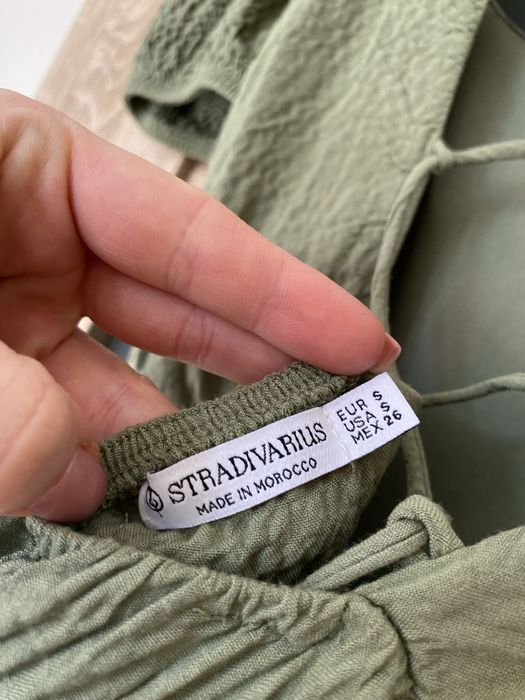 STRADIVARIUS
MADE IN MOROCCO
EUR S
USA S
MEX 26